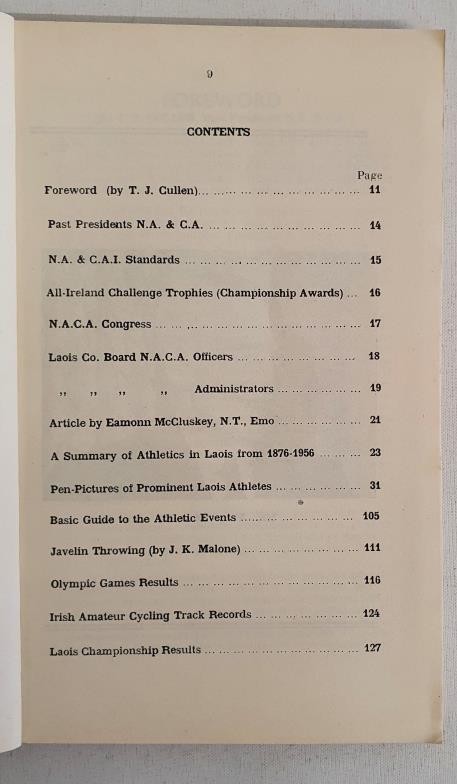 9
CONTENTS
Page
Foreword (by T. J. Cullen)... ... ... ... ... ... ... ... ... ... 11
Past Presidents N.A. & C.A. ... ... ... ... ... ... ... ... ... ... 14
N.A. & C.A.I. Standards ... ... ... ... ... ... ... ... ... ... ... 15
All-Ireland Challenge Trophies (Championship Awards) ... 16
N.A.C.A. Congress ... ... ... ... ... ... ... ... ... ... ... ... ... 17
Laois Co. Board N.A.C.A. Officers ... ... ... ... ... ... ... ... 18
,, ,, ,, ,, Administrators ... ... ... ... ... 19
Article by Eamonn McCluskey, N.T., Emo ... ... ... ... ... 21
A Summary of Athletics in Laois from 1876-1956 ... ... ... 23
Pen-Pictures of Prominent Laois Athletes ... ... ... ... ... 31
Basic Guide to the Athletic Events ... ... ... ... ... ... ... 105
Javelin Throwing (by J. K. Malone) ... ... ... ... ... ... ... 111
Olympic Games Results ... ... ... ... ... ... ... ... ... ... ... 116
Irish Amateur Cycling Track Records ... ... ... ... ... ... ... 124
Laois Championship Results ... ... ... ... ... ... ... ... ... ... 127